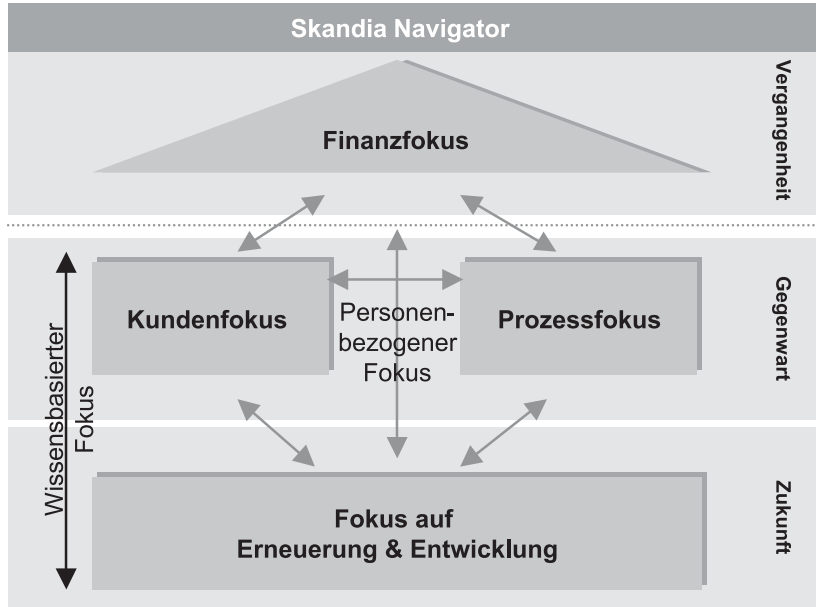 Skandia Navigator
Vergangenheit
Finanzfokus
Gegenwart
Wissensbasierter
Fokus
Kundenfokus
Personen-
bezogener
Fokus
Prozessfokus
Zukunft
Fokus auf
Erneuerung & Entwicklung